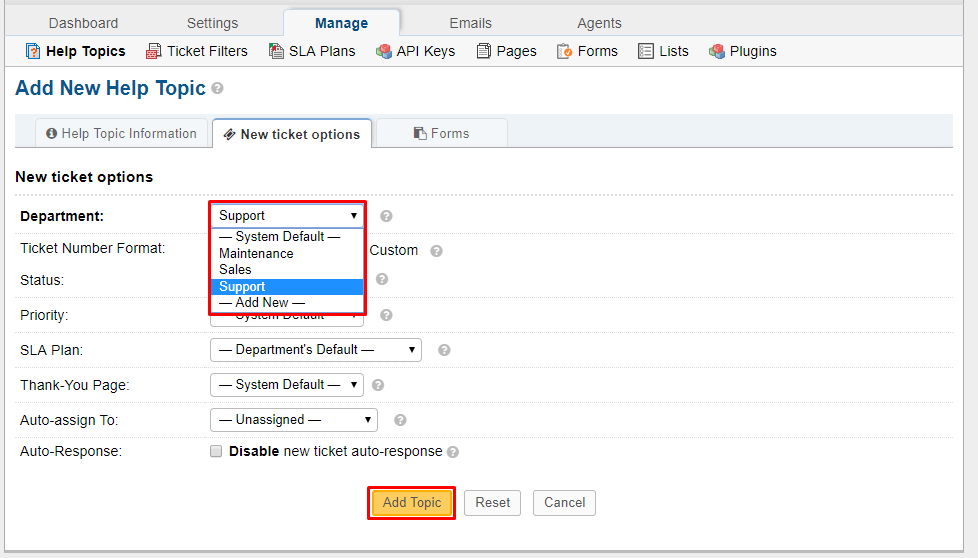 Dashboard Settings Manage Emails Agents
Help Topics Ticket Filters SLA Plans API Keys Pages Forms Lists Plugins
Add New Help Topic
Help Topic Information New ticket options Forms
New ticket options
Department: Support
— System Default —
Ticket Number Format: Maintenance Custom
Sales
Status:
Support
— Add New —
Priority: — System Default —
SLA Plan: — Department's Default —
Thank-You Page: — System Default —
Auto-assign To: — Unassigned —
Auto-Response: Disable new ticket auto-response
Add Topic Reset Cancel